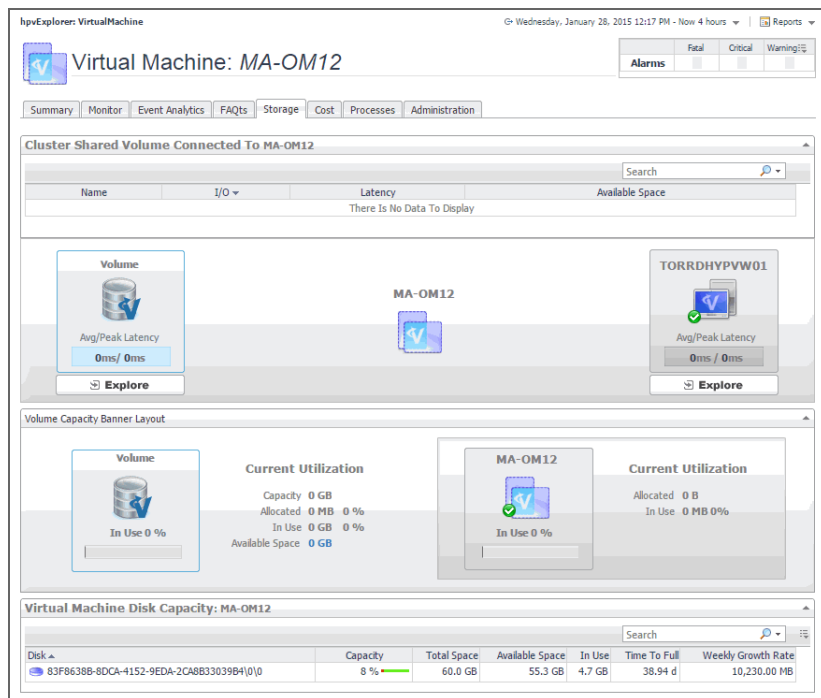 hpvExplorer: VirtualMachine
Wednesday, January 28, 2015 12:17 PM - Now 4 hours | Reports
Virtual Machine: MA-OM12
Fatal Critical Warning
Alarms
Summary Monitor Event Analytics FAQts Storage Cost Processes Administration
Cluster Shared Volume Connected To MA-OM12
Search
Name I/O Latency Available Space
There Is No Data To Display
Volume
Avg/Peak Latency
0ms/ 0ms
Explore
MA-OM12
TORRDHYPVW01
Avg/Peak Latency
0ms / 0ms
Explore
Volume Capacity Banner Layout
Volume
In Use 0 %
Current Utilization
Capacity 0 GB
Allocated 0 MB 0 %
In Use 0 GB 0 %
Available Space 0 GB
MA-OM12
In Use 0 %
Current Utilization
Allocated 0 B
In Use 0 MB 0%
Virtual Machine Disk Capacity: MA-OM12
Search
Disk Capacity Total Space Available Space In Use Time To Full Weekly Growth Rate
83F8638B-8DCA-4152-9EDA-2CA8B33039B4\0\0 8 % 60.0 GB 55.3 GB 4.7 GB 38.94 d 10,230.00 MB